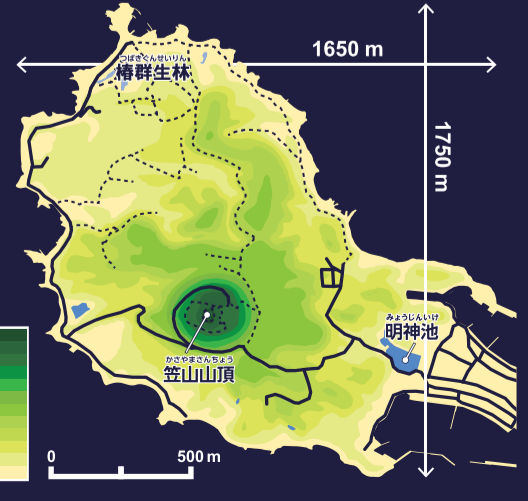 1650 m
つばきぐんせいりん
椿群生林
1750 m
みょうじんいけ
明神池
かさやまさんちょう
笠山山頂
0 500 m